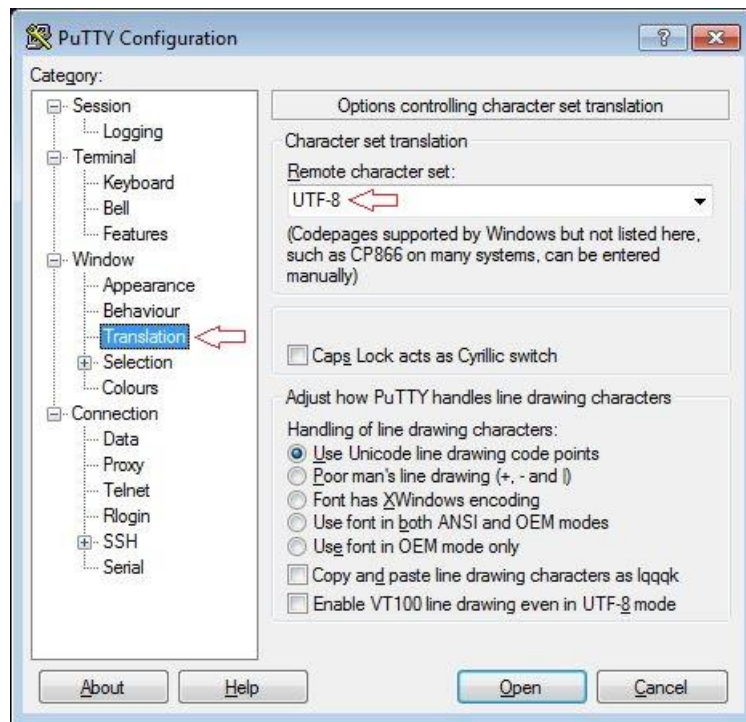 PuTTY Configuration
Category:
Session
Logging
Terminal
Keyboard
Bell
Features
Window
Appearance
Behaviour
Translation
Selection
Colours
Connection
Data
Proxy
Telnet
Rlogin
SSH
Serial
Options controlling character set translation
Character set translation
Remote character set:
UTF-8
(Codepages supported by Windows but not listed here,
such as CP866 on many systems, can be entered
manually)
Caps Lock acts as Cyrillic switch
Adjust how PuTTY handles line drawing characters
Handling of line drawing characters:
Use Unicode line drawing code points
Poor man's line drawing (+, - and |)
Font has XWindows encoding
Use font in both ANSI and OEM modes
Use font in OEM mode only
Copy and paste line drawing characters as lqqqk
Enable VT100 line drawing even in UTF-8 mode
About
Help
Open
Cancel